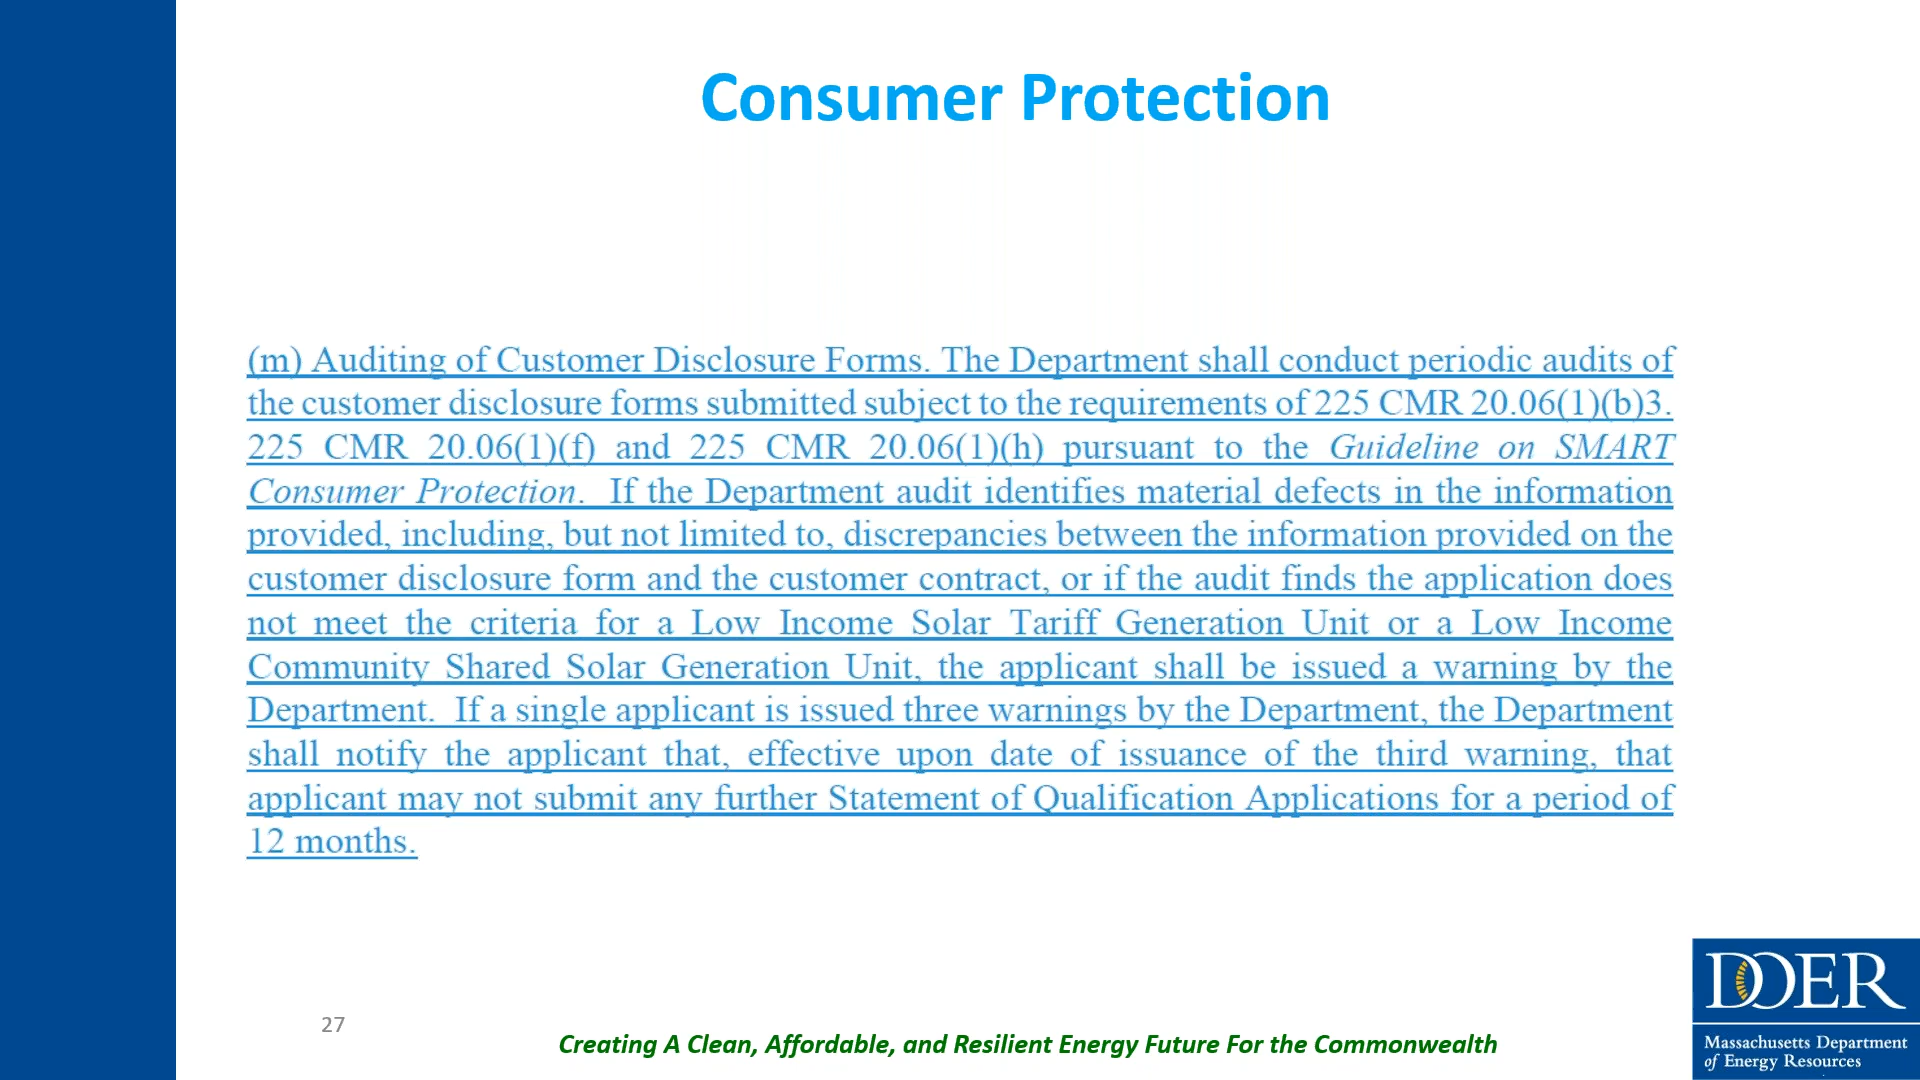 Consumer Protection
(m) Auditing of Customer Disclosure Forms. The Department shall conduct periodic audits of
the customer disclosure forms submitted subject to the requirements of 225 CMR 20.06(1)(b)3.
225 CMR 20.06(1)(f) and 225 CMR 20.06(1)(h) pursuant to the Guideline on SMART
Consumer Protection. If the Department audit identifies material defects in the information
provided, including, but not limited to, discrepancies between the information provided on the
customer disclosure form and the customer contract, or if the audit finds the application does
not meet the criteria for a Low Income Solar Tariff Generation Unit or a Low Income
Community Shared Solar Generation Unit, the applicant shall be issued a warning by the
Department. If a single applicant is issued three warnings by the Department, the Department
shall notify the applicant that, effective upon date of issuance of the third warning, that
applicant may not submit any further Statement of Qualification Applications for a period of
12 months.
27
Creating A Clean, Affordable, and Resilient Energy Future For the Commonwealth
DOER
Massachusetts Department
of Energy Resources